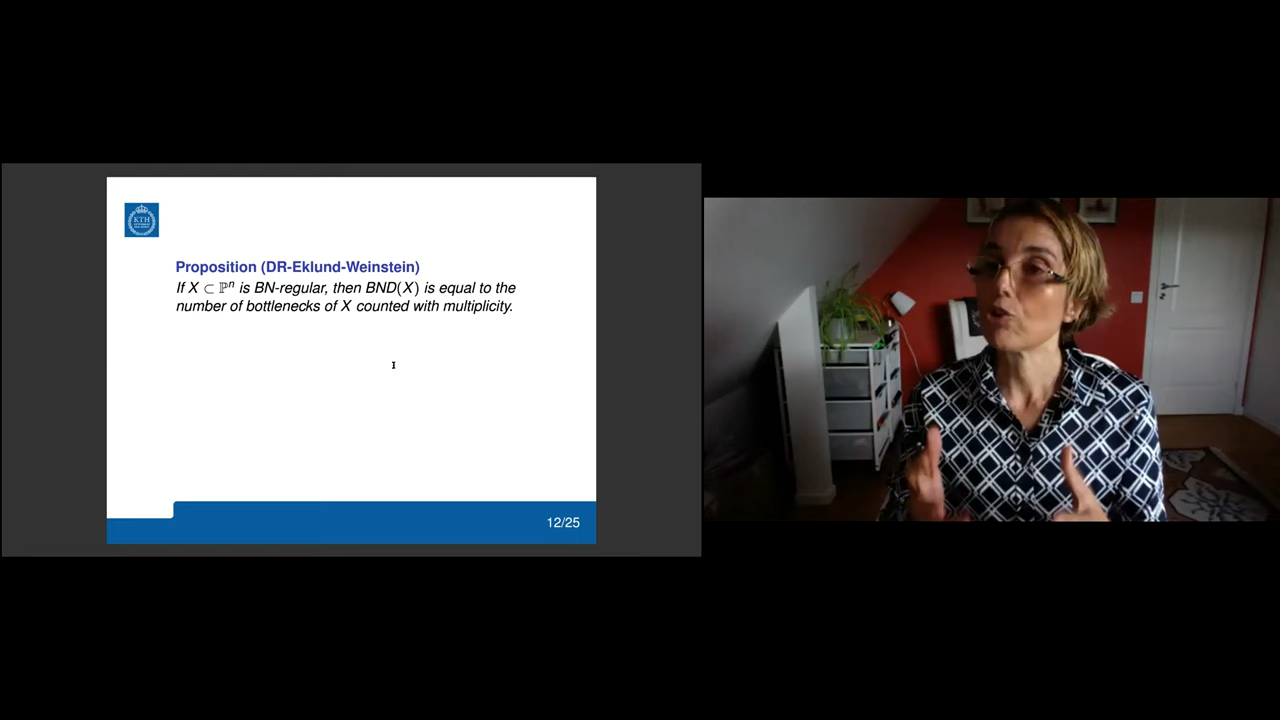 KTH
Proposition (DR-Eklund-Weinstein)
If X ⊂ ℙⁿ is BN-regular, then BND(X) is equal to the
number of bottlenecks of X counted with multiplicity.
12/25